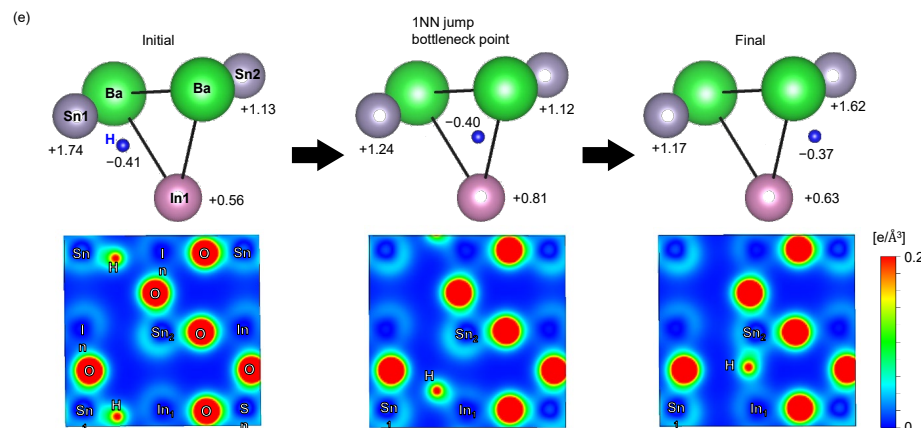 (e)
Initial
1NN jump
bottleneck point
Final
Ba
Ba
Sn2
Sn1
+1.13
H
+1.74
−0.41
In1
+0.56
+1.12
−0.40
+1.24
+0.81
+1.62
+1.17
−0.37
+0.63
[e/Å³]
0.2
0
Sn
H
I
n
O
Sn
O
I
n
Sn₂
O
In
O
O
Sn
1
H
In₁
O
S
n
Sn₂
H
Sn
1
In₁
Sn₂
H
Sn
1
In₁